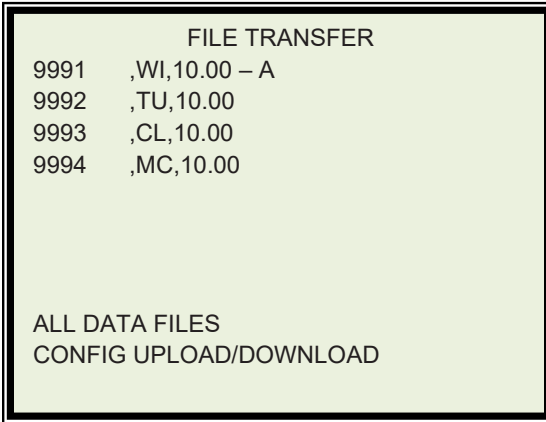 FILE TRANSFER
9991 ,WI,10.00 – A
9992 ,TU,10.00
9993 ,CL,10.00
9994 ,MC,10.00
ALL DATA FILES
CONFIG UPLOAD/DOWNLOAD